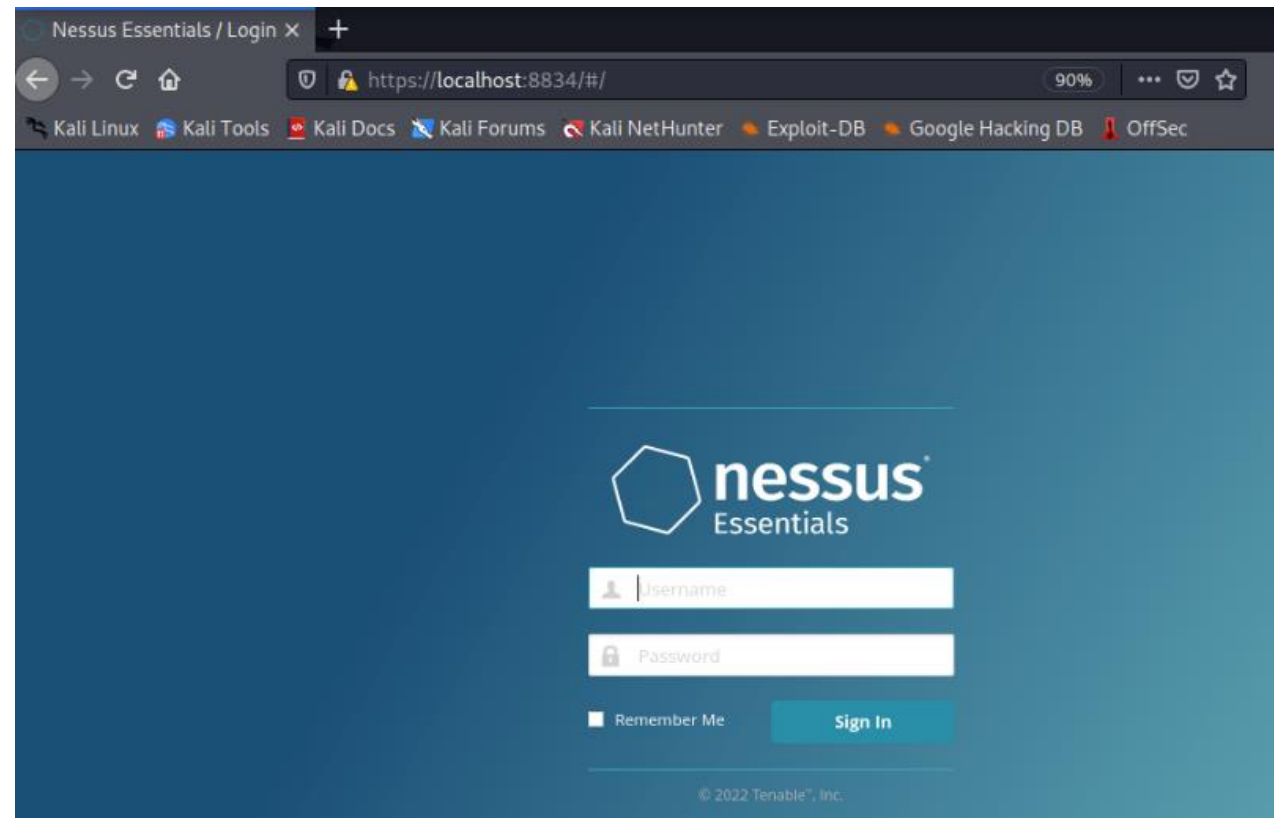 Nessus Essentials / Login
https://localhost:8834/#/ 90%
Kali Linux Kali Tools Kali Docs Kali Forums Kali NetHunter Exploit-DB Google Hacking DB OffSec
nessus
Essentials
Username
Password
Remember Me Sign In
© 2022 Tenable™, Inc.